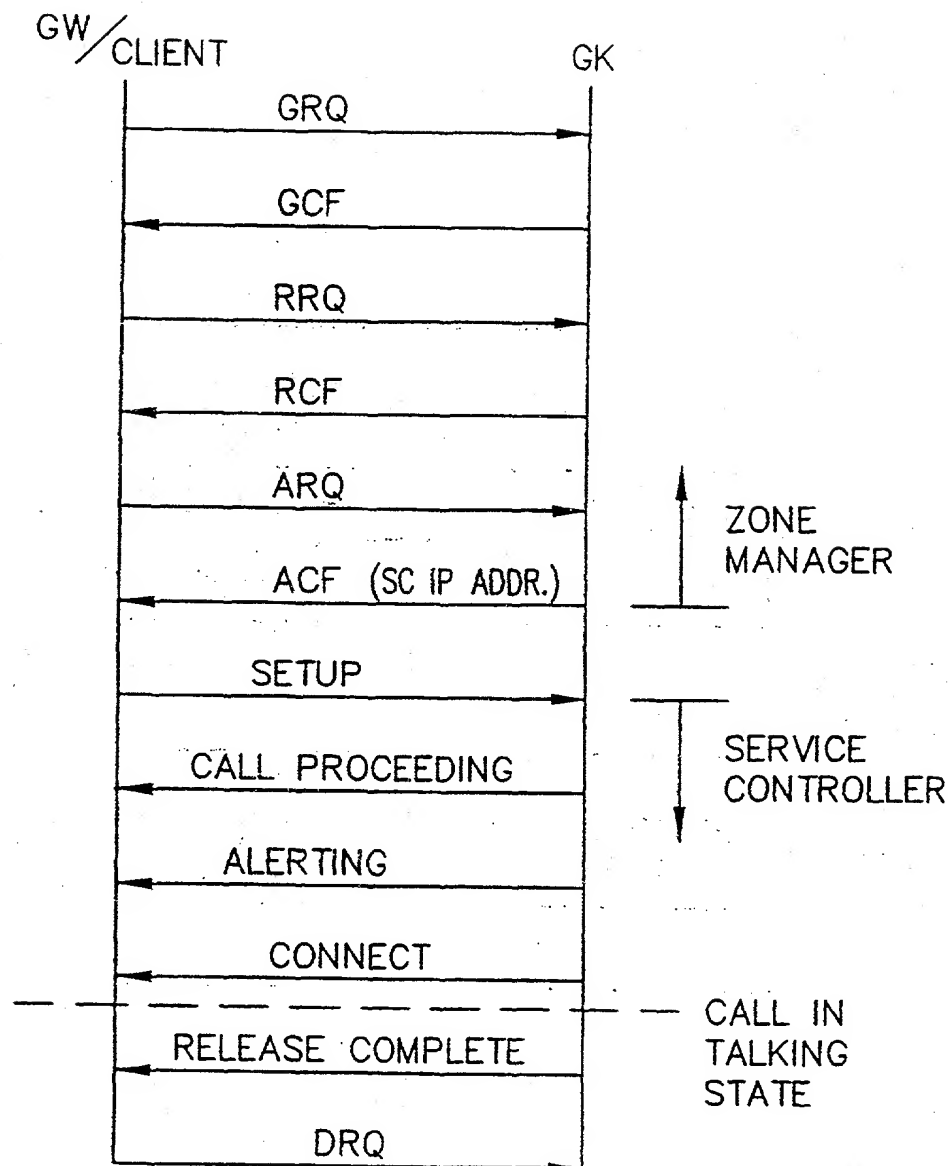 GW/CLIENT
GK
GRQ
GCF
RRQ
RCF
ARQ
ZONE
MANAGER
ACF (SC IP ADDR.)
SETUP
SERVICE
CONTROLLER
CALL PROCEEDING
ALERTING
CONNECT
CALL IN
TALKING
STATE
RELEASE COMPLETE
DRQ